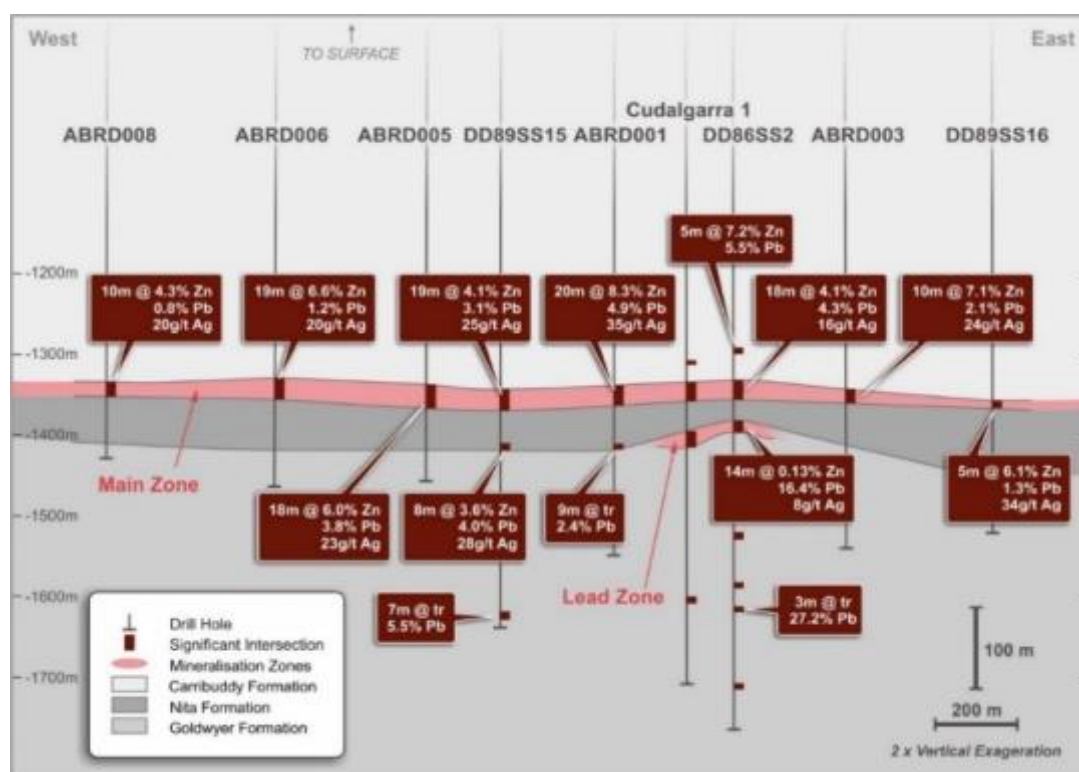 West
East
TO SURFACE
Cudalgarra 1
ABRD008
ABRD006
ABRD005
DD89SS15
ABRD001
DD86SS2
ABRD003
DD89SS16
5m @ 7.2% Zn
5.5% Pb
-1200m
10m @ 4.3% Zn
0.8% Pb
20g/t Ag
19m @ 6.6% Zn
1.2% Pb
20g/t Ag
19m @ 4.1% Zn
3.1% Pb
25g/t Ag
20m @ 8.3% Zn
4.9% Pb
35g/t Ag
18m @ 4.1% Zn
4.3% Pb
16g/t Ag
10m @ 7.1% Zn
2.1% Pb
24g/t Ag
-1300m
-1400m
Main Zone
18m @ 6.0% Zn
3.8% Pb
23g/t Ag
8m @ 3.6% Zn
4.0% Pb
28g/t Ag
9m @ tr
2.4% Pb
14m @ 0.13% Zn
16.4% Pb
8g/t Ag
5m @ 6.1% Zn
1.3% Pb
34g/t Ag
-1500m
Lead Zone
-1600m
7m @ tr
5.5% Pb
3m @ tr
27.2% Pb
-1700m
Drill Hole
Significant Intersection
Mineralisation Zones
Carribuddy Formation
Nita Formation
Goldwyer Formation
100 m
200 m
2 x Vertical Exageration